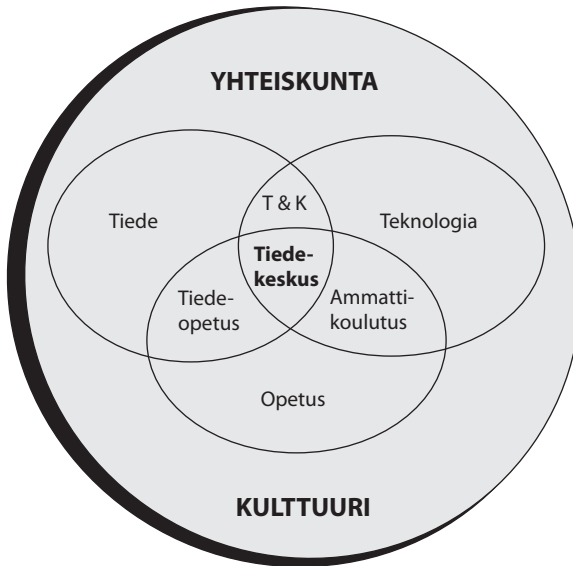 YHTEISKUNTA
T & K
Tiede
Teknologia
Tiede-
keskus
Tiede-
opetus
Ammatti-
koulutus
Opetus
KULTTUURI